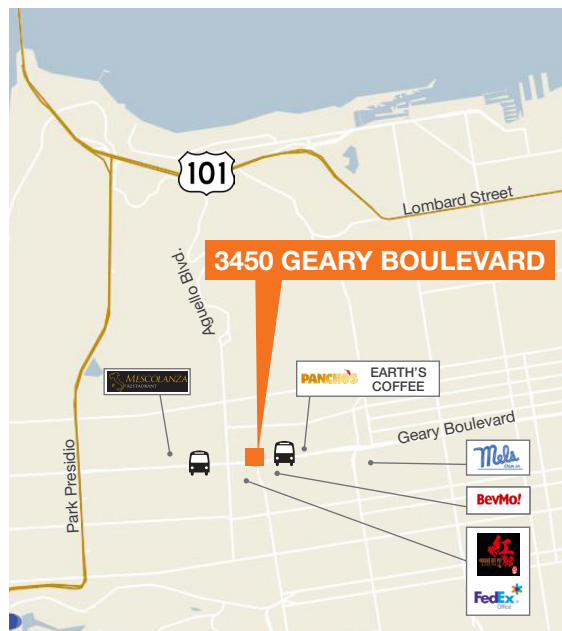 101
Lombard Street
3450 GEARY BOULEVARD
Aguello Blvd.
MESCOLANZA
RESTAURANT
PANCHO'S
EARTH'S
COFFEE
Geary Boulevard
Park Presidio
Mels
BevMo!
FedEx
Office